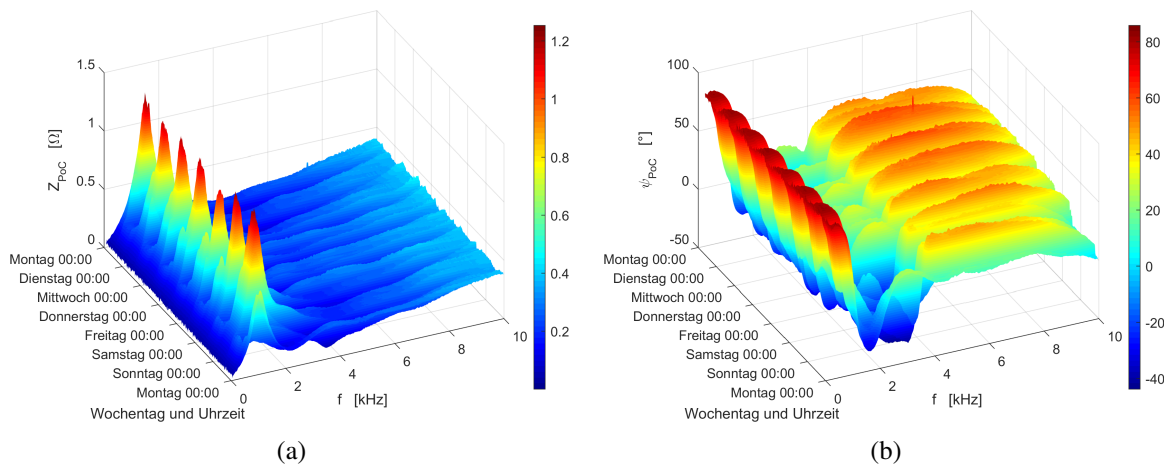 1.5
1
0.5
0
Z_PoC [Ω]
Montag 00:00
Dienstag 00:00
Mittwoch 00:00
Donnerstag 00:00
Freitag 00:00
Samstag 00:00
Sonntag 00:00
Montag 00:00
Wochentag und Uhrzeit
0
2
4
6
8
10
f [kHz]
1.2
1
0.8
0.6
0.4
0.2
(a)
100
50
0
-50
ψ_PoC [°]
Montag 00:00
Dienstag 00:00
Mittwoch 00:00
Donnerstag 00:00
Freitag 00:00
Samstag 00:00
Sonntag 00:00
Montag 00:00
Wochentag und Uhrzeit
0
2
4
6
8
10
f [kHz]
80
60
40
20
0
-20
-40
(b)